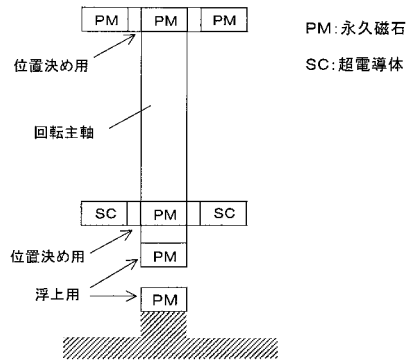 PM PM PM
PM:永久磁石
位置決め用
SC:超電導体
回転主軸
SC PM SC
位置決め用
PM
浮上用
PM